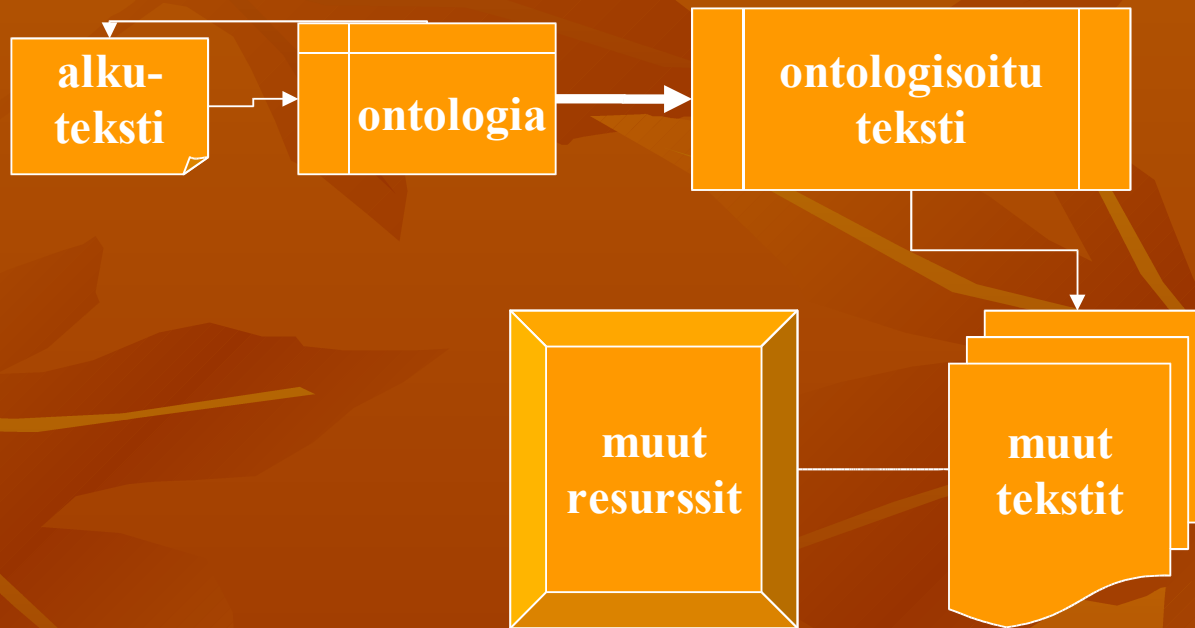 alku-
teksti
ontologia
ontologisoitu
teksti
muut
resurssit
muut
tekstit